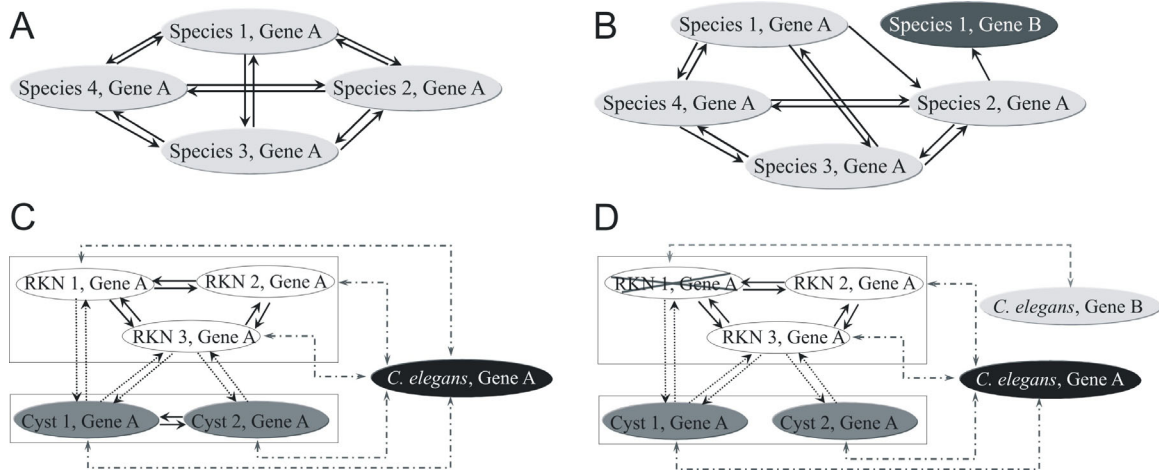 A
Species 1, Gene A
Species 4, Gene A
Species 2, Gene A
Species 3, Gene A
B
Species 1, Gene A
Species 1, Gene B
Species 4, Gene A
Species 2, Gene A
Species 3, Gene A
C
RKN 1, Gene A
RKN 2, Gene A
RKN 3, Gene A
C. elegans, Gene A
Cyst 1, Gene A
Cyst 2, Gene A
D
RKN 1, Gene A
RKN 2, Gene A
C. elegans, Gene B
RKN 3, Gene A
C. elegans, Gene A
Cyst 1, Gene A
Cyst 2, Gene A